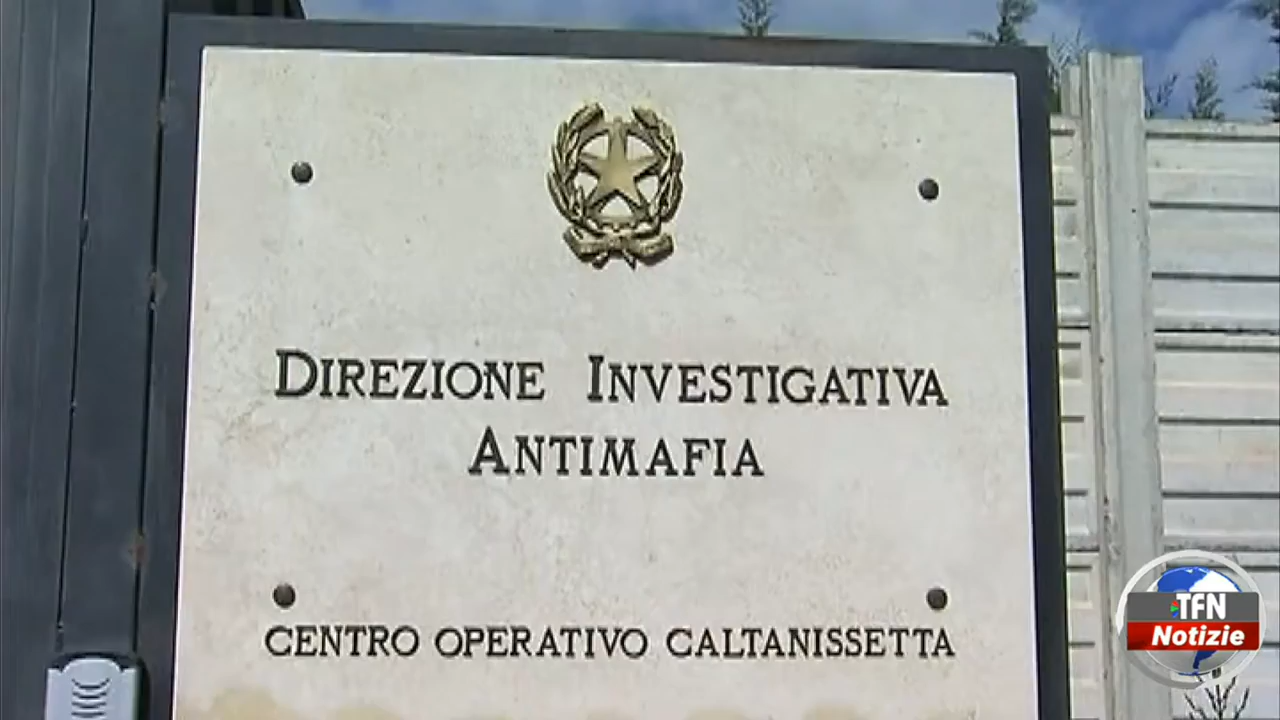 DIREZIONE INVESTIGATIVA
ANTIMAFIA
CENTRO OPERATIVO CALTANISSETTA
TFN
Notizie